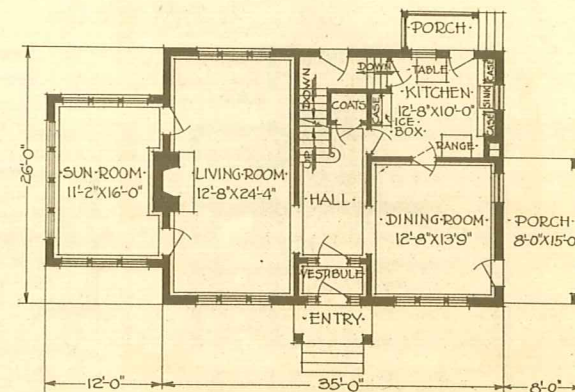 PORCH
DOWN
TABLE
CASE
KITCHEN
12'-8"X10'-0"
SINK
DOWN
COATS
CASE
ICE
BOX
CASE
RANGE
UP
26'-0"
SUN-ROOM
11'-2"X16'-0"
LIVING-ROOM
12'-8"X24'-4"
HALL
DINING-ROOM
12'-8"X13'9"
PORCH
8'-0"X15'-0
VESTIBULE
ENTRY
12'-0"
35'-0"
8'-0"